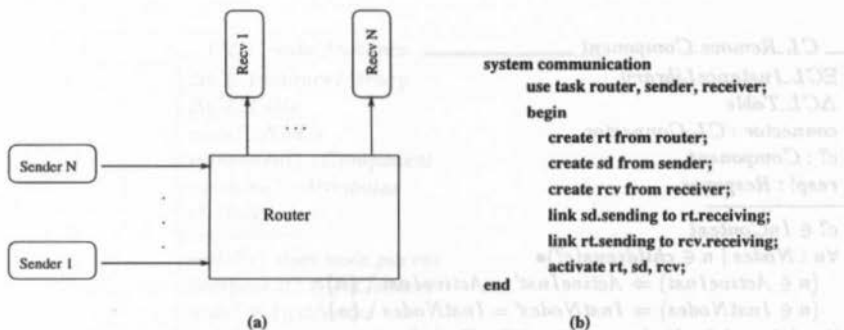 Recv 1
Recv N
...
Sender N
Router
Sender 1
(a)
system communication
use task router, sender, receiver;
begin
create rt from router;
create sd from sender;
create rcv from receiver;
link sd.sending to rt.receiving;
link rt.sending to rcv.receiving;
activate rt, sd, rcv;
end
(b)